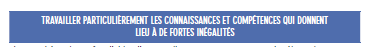 TRAVAILLER PARTICULIÈREMENT LES CONNAISSANCES ET COMPÉTENCES QUI DONNENT
LIEU À DE FORTES INÉGALITÉS